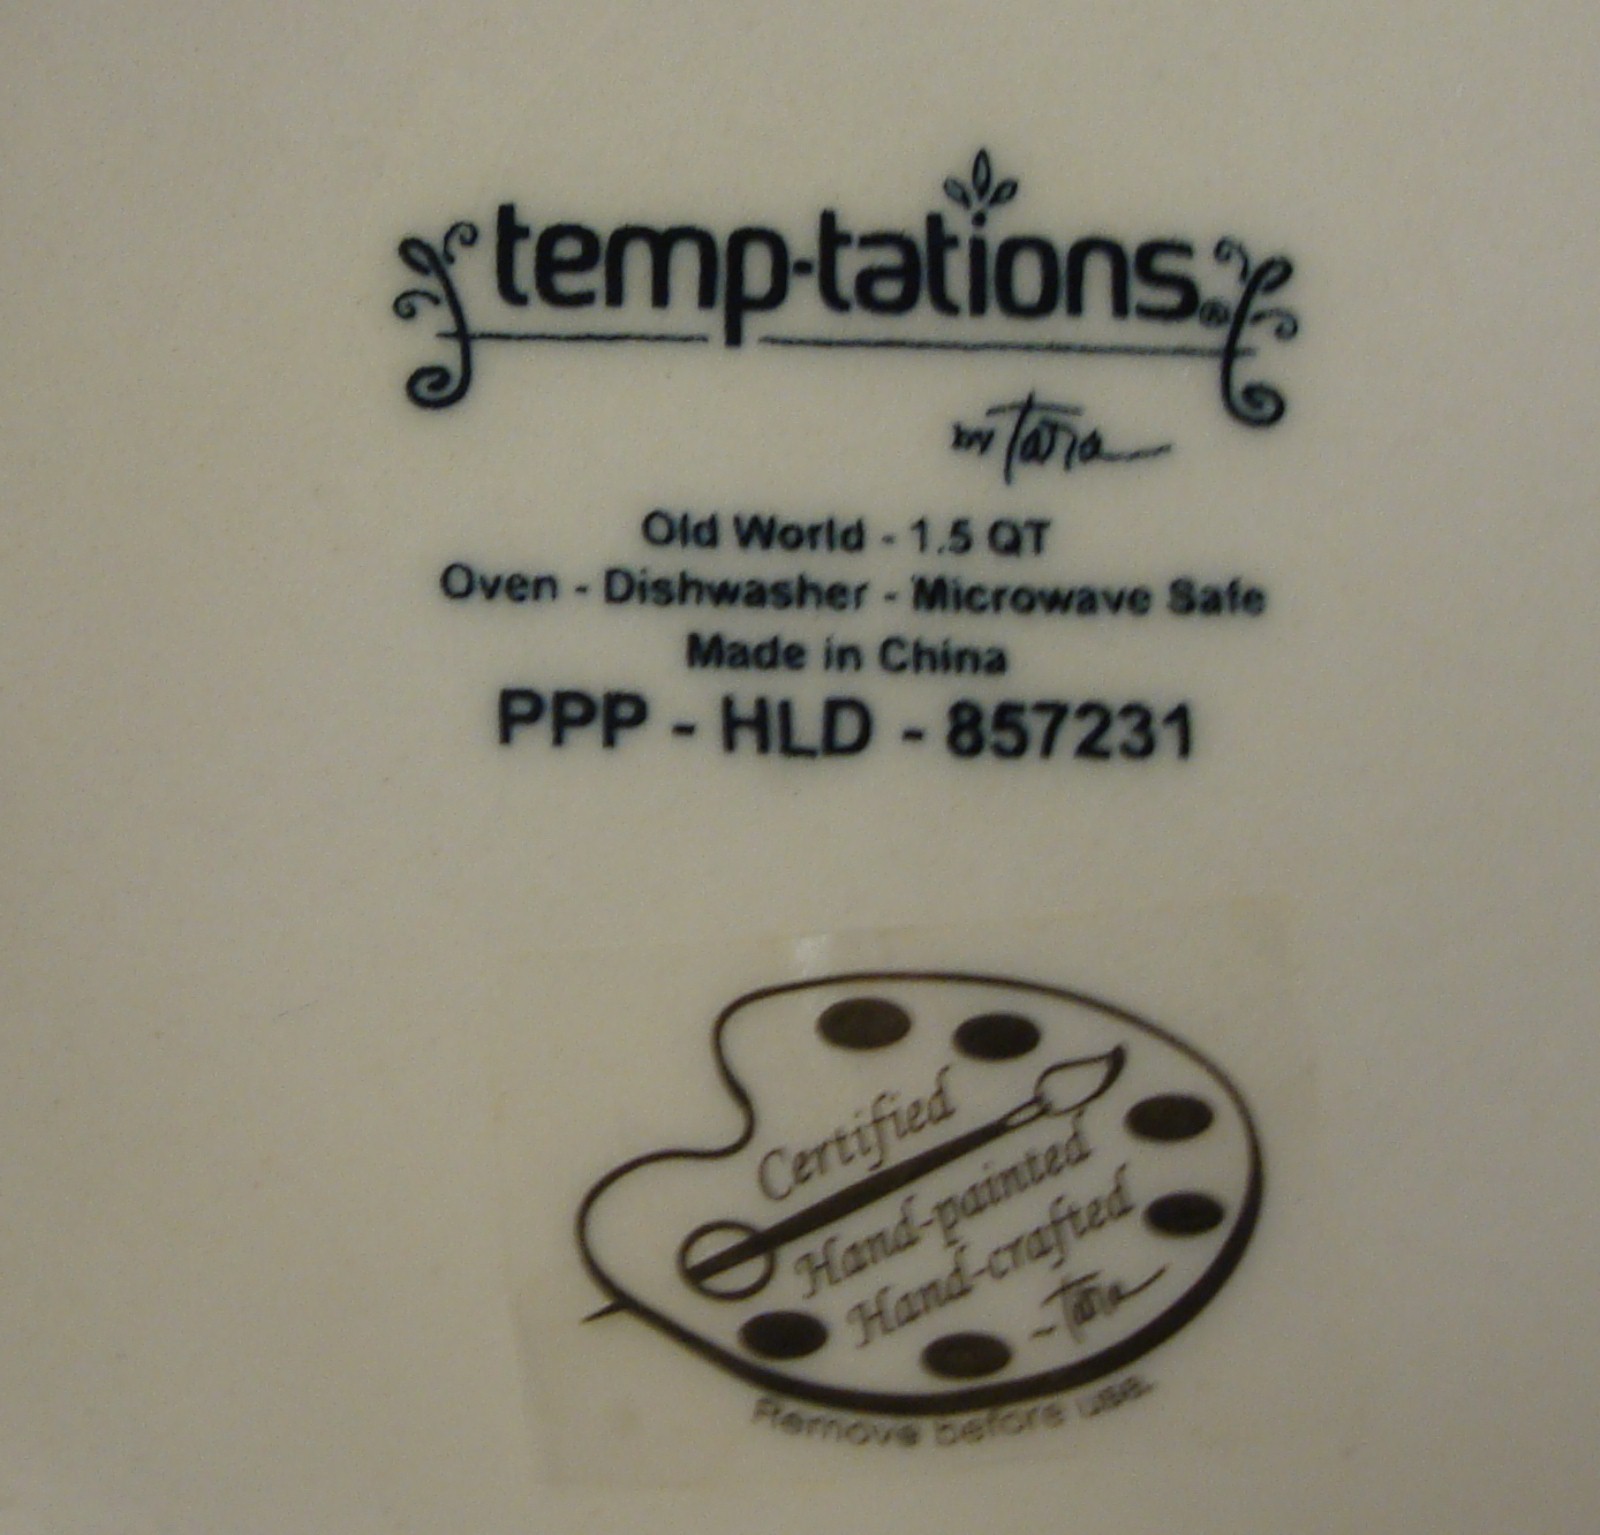 temp-tations®
by Tara
Old World - 1.5 QT
Oven - Dishwasher - Microwave Safe
Made in China
PPP - HLD - 857231
Certified
Hand-painted
Hand-crafted
~ Tara
Remove before use.